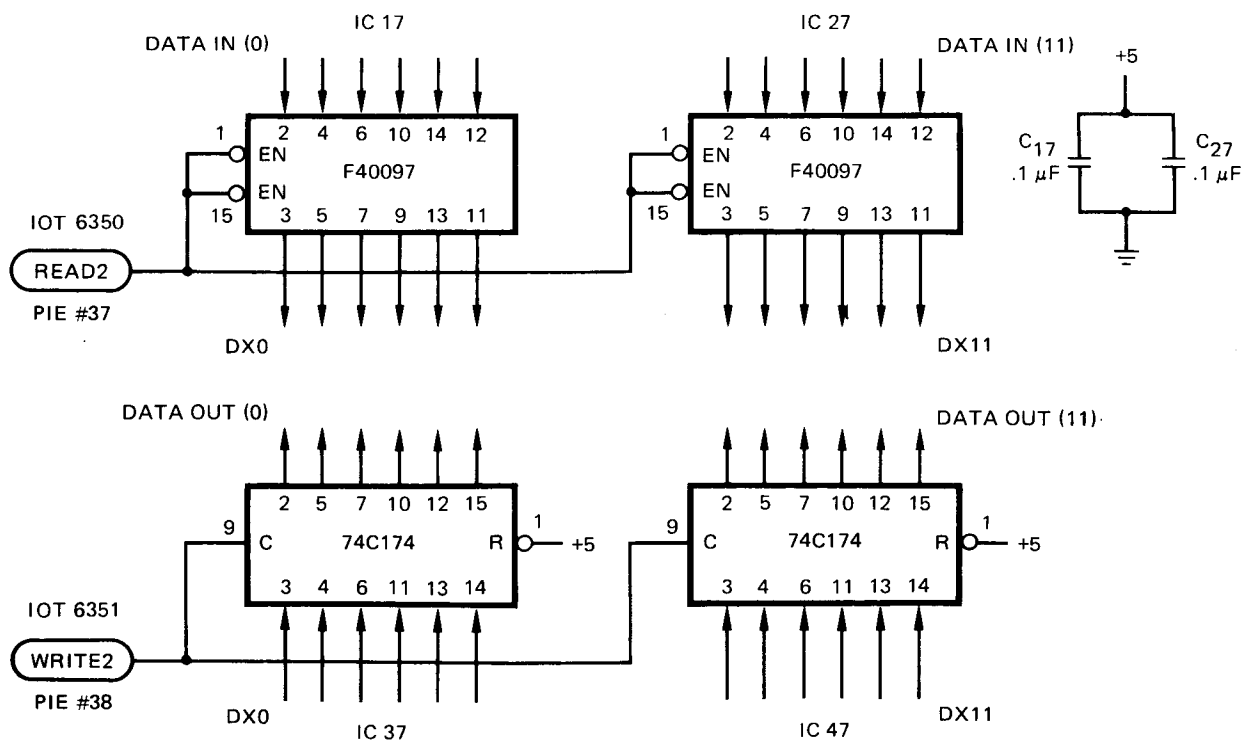 IC 17
DATA IN (0)
2 4 6 10 14 12
1
EN
F40097
EN
15
3 5 7 9 13 11
IOT 6350
READ2
PIE #37
DX0
IC 27
DATA IN (11)
2 4 6 10 14 12
1
EN
F40097
EN
15
3 5 7 9 13 11
DX11
+5
C17
.1 µF
C27
.1 µF
DATA OUT (0)
2 5 7 10 12 15
9
C
74C174
R
1
+5
3 4 6 11 13 14
IOT 6351
WRITE2
PIE #38
DX0
IC 37
DATA OUT (11)
2 5 7 10 12 15
9
C
74C174
R
1
+5
3 4 6 11 13 14
IC 47
DX11